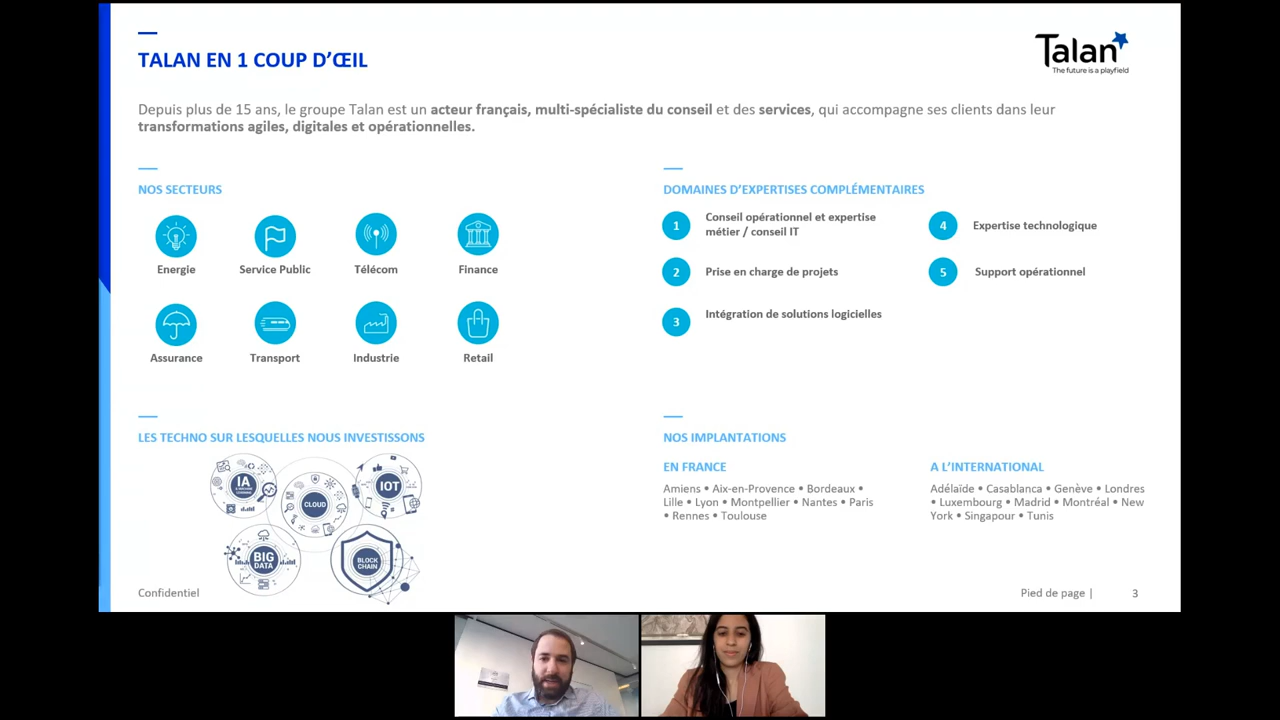 TALAN EN 1 COUP D'ŒIL
Talan
The future is a playfield
Depuis plus de 15 ans, le groupe Talan est un acteur français, multi-spécialiste du conseil et des services, qui accompagne ses clients dans leur
transformations agiles, digitales et opérationnelles.
NOS SECTEURS
Energie
Service Public
Télécom
Finance
Assurance
Transport
Industrie
Retail
DOMAINES D'EXPERTISES COMPLÉMENTAIRES
1
Conseil opérationnel et expertise
métier / conseil IT
2
Prise en charge de projets
3
Intégration de solutions logicielles
4
Expertise technologique
5
Support opérationnel
LES TECHNO SUR LESQUELLES NOUS INVESTISSONS
IA
CLOUD
IOT
BIG
DATA
BLOCK
CHAIN
NOS IMPLANTATIONS
EN FRANCE
Amiens • Aix-en-Provence • Bordeaux •
Lille • Lyon • Montpellier • Nantes • Paris
• Rennes • Toulouse
A L'INTERNATIONAL
Adélaïde • Casablanca • Genève • Londres
• Luxembourg • Madrid • Montréal • New
York • Singapour • Tunis
Confidentiel
Pied de page |
3